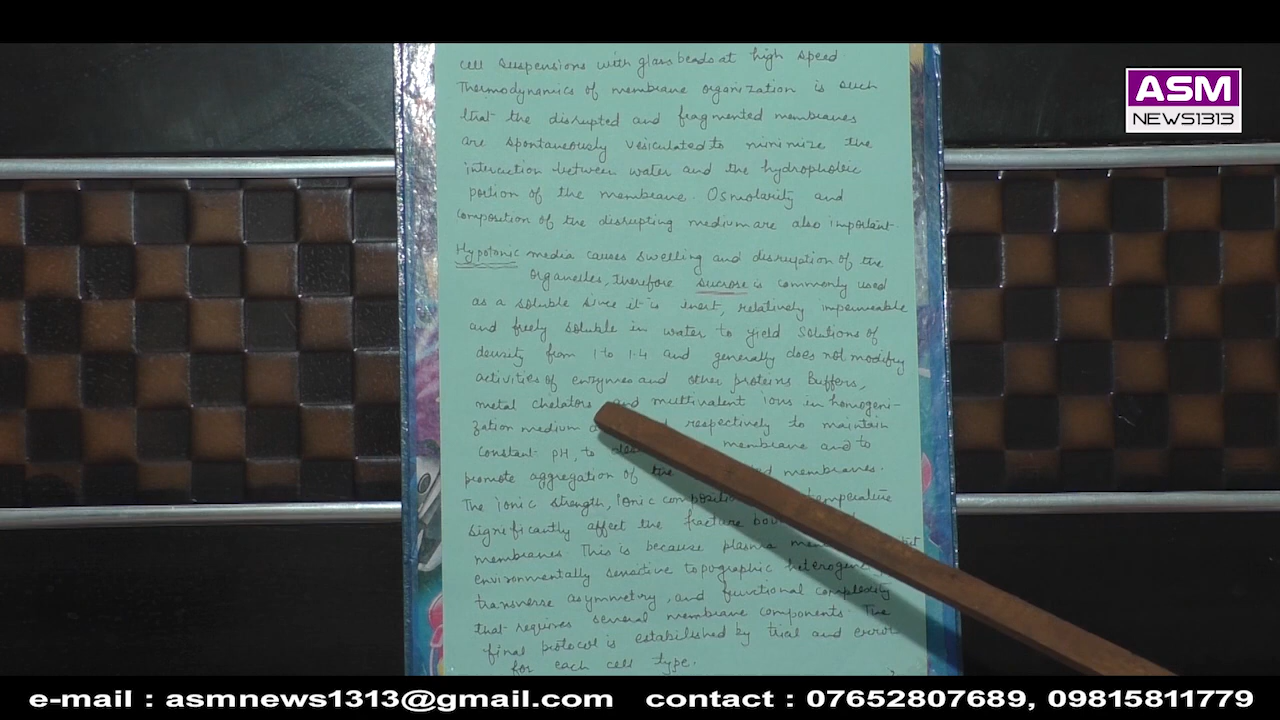 cell suspensions with glass beads at high speed
Thermodynamics of membrane organization is such
that the disrupted and fragmented membranes
are spontaneously vesiculated to minimize the
interection between water and the hydrophobic
portion of the membrane. Osmolarity and
composition of the disrupting medium are also important.
Hypotonic media causes swelling and disruption of the
organelles, therefore sucrose is commonly used
as a soluble since it is inert, relatively impermeable
and freely soluble in water, to yield solutions of
density from 1 to 1.4 and generally does not modifiy
activities of enzymes and other proteins Buffers,
metal chelators and multivalent ions in homogeni-
zation medium respectively to maintain
constant pH, to membrane and to
promote aggregation of the membranes.
The ionic strength, Ionic temperature
significantly affect the fracture
membranes. This is because plasma
environmentally sensitive topographic
transverse asymmetry, and functional complexity
that requires several membrane components. The
final protocol is estabilished by trial and error
for each cell type.
ASM
NEWS1313
e-mail : asmnews1313@gmail.com contact : 07652807689, 09815811779